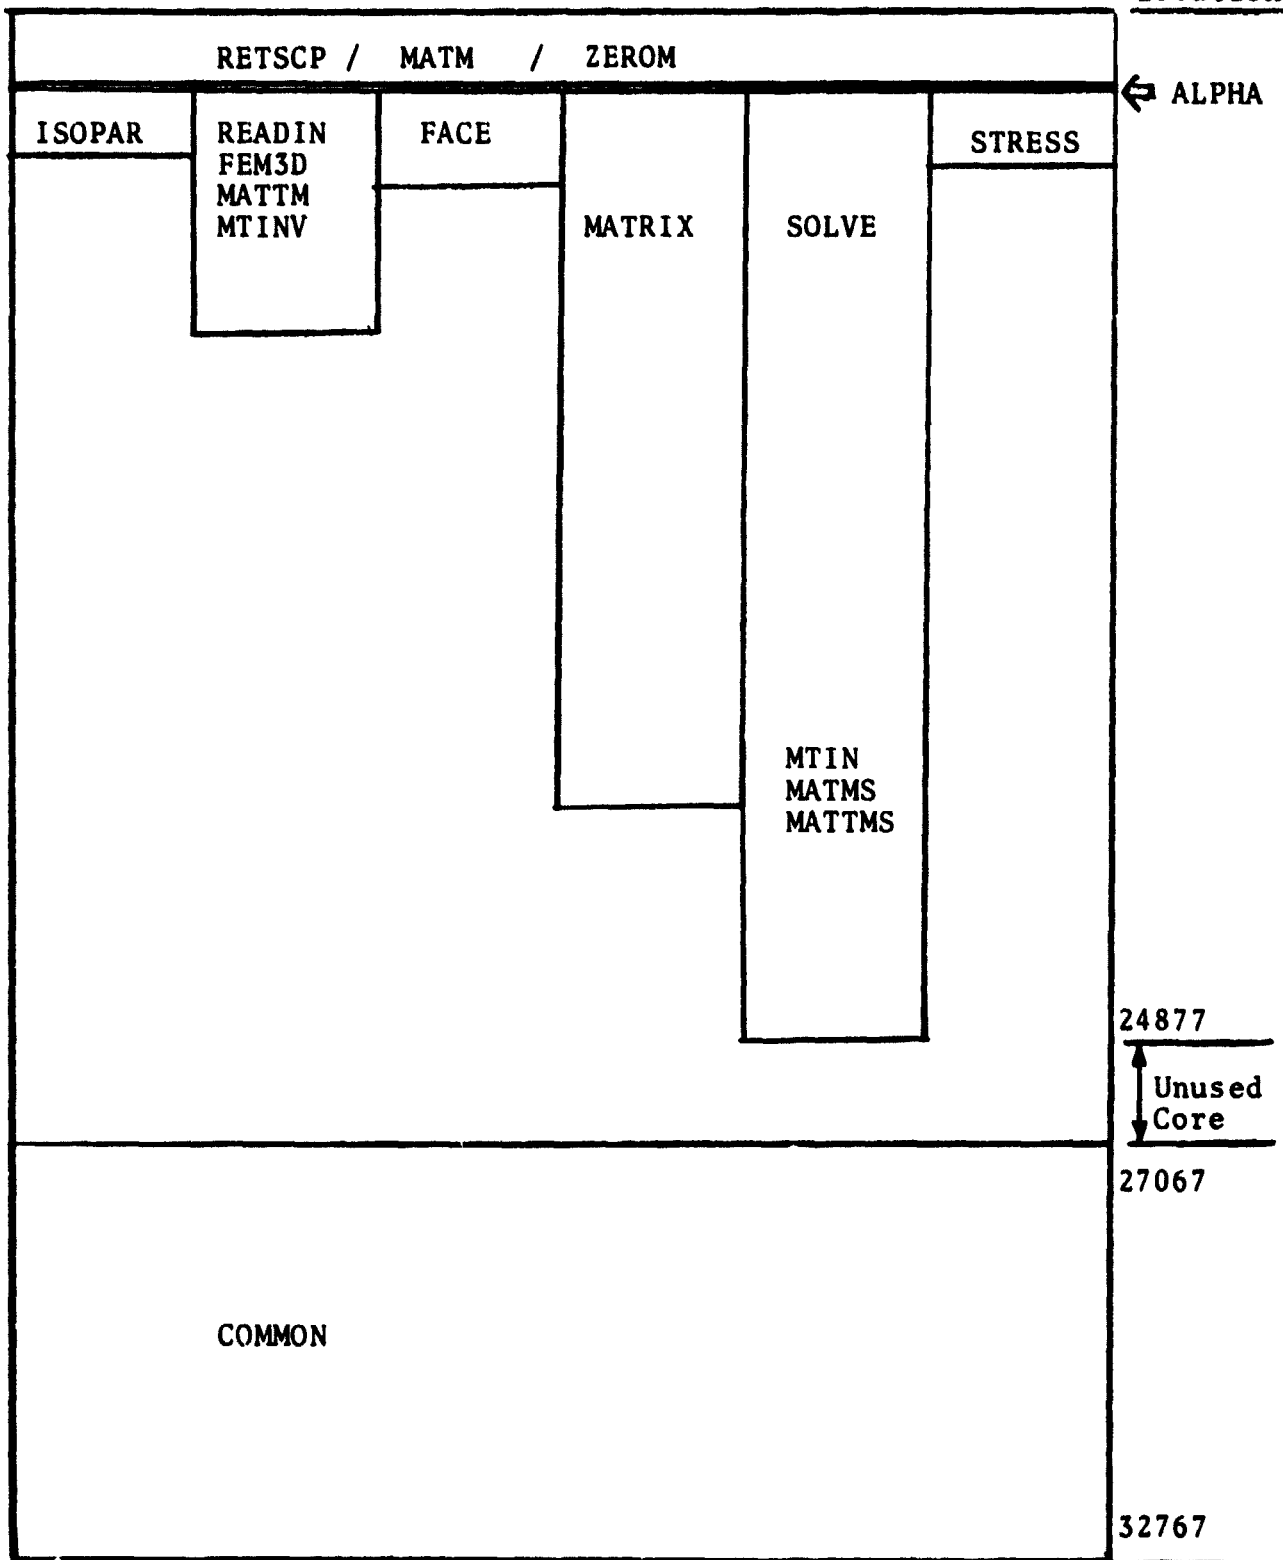 RETSCP / MATM / ZEROM
ALPHA
ISOPAR
READIN
FEM3D
MATTM
MTINV
FACE
MATRIX
SOLVE
STRESS
MTIN
MATMS
MATTMS
24877
Unused
Core
27067
COMMON
32767